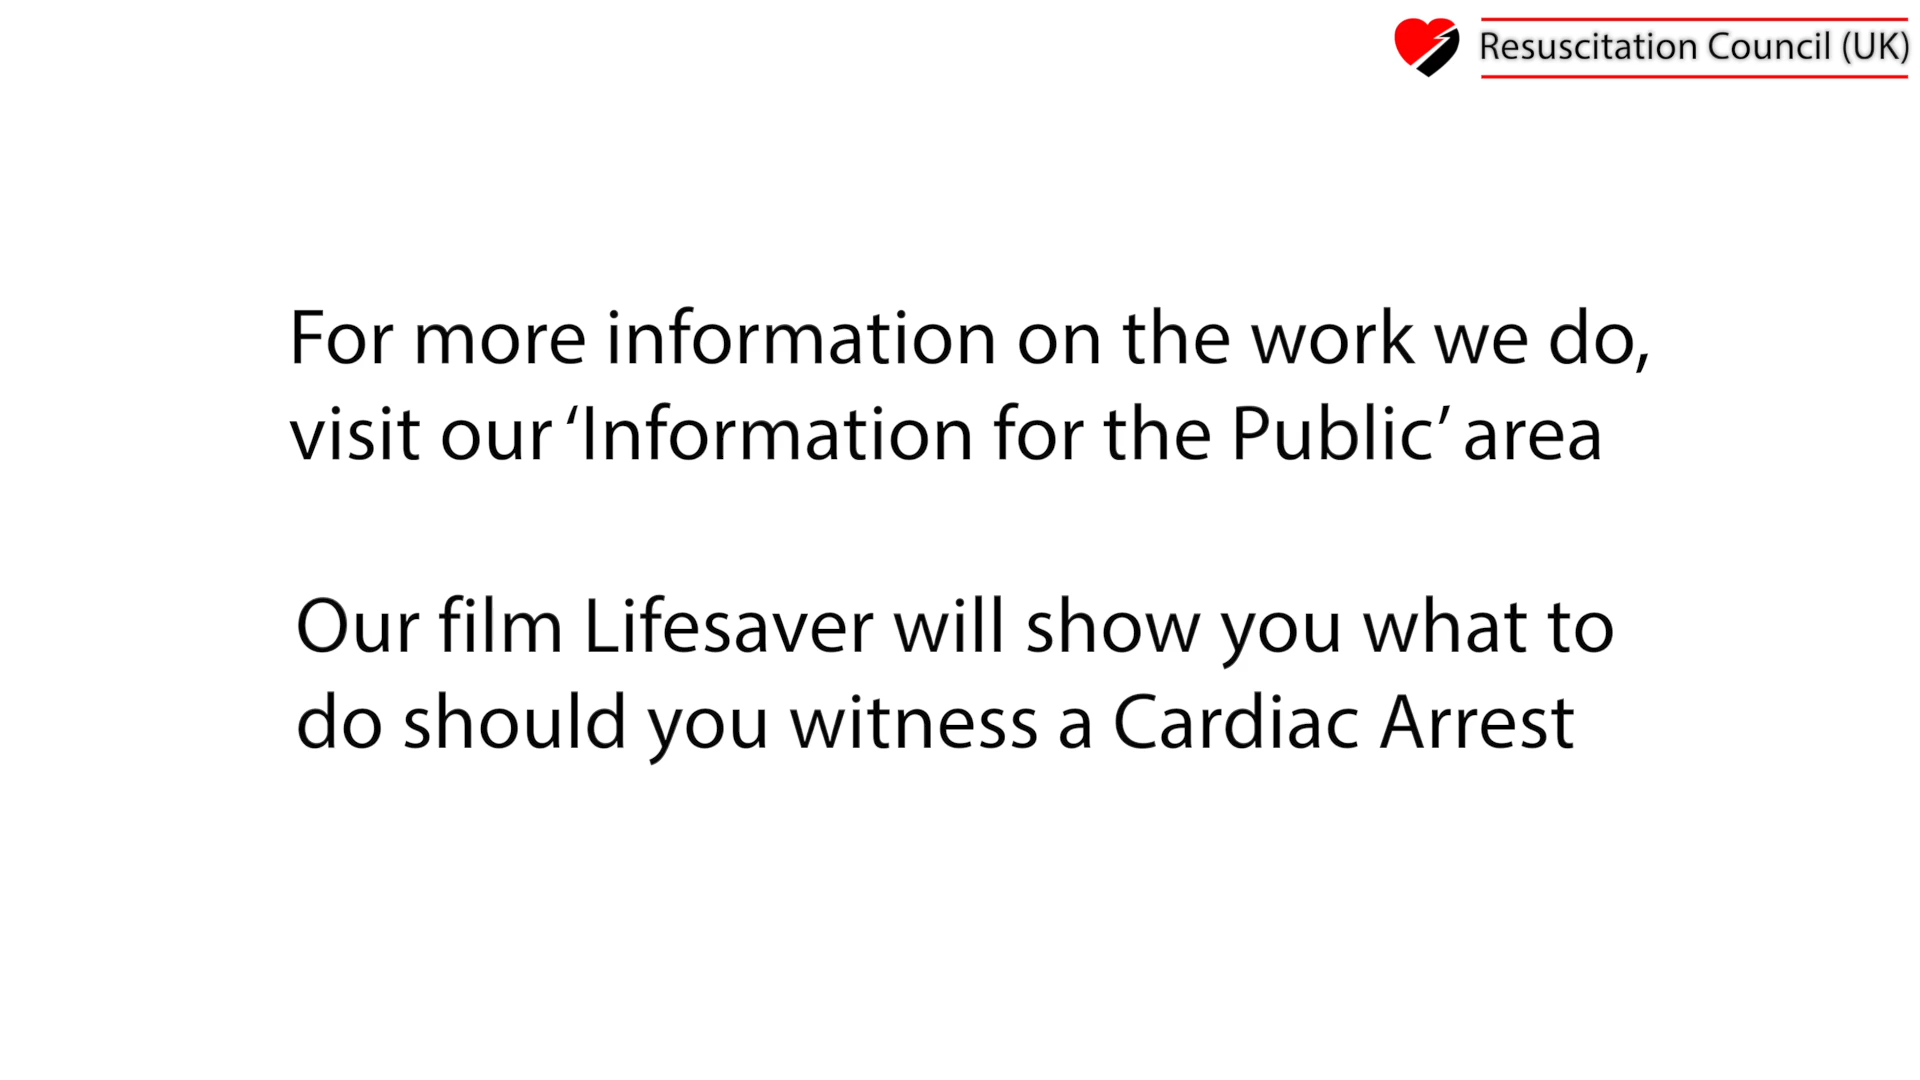 Resuscitation Council (UK)
For more information on the work we do,
visit our ‘Information for the Public’ area
Our film Lifesaver will show you what to
do should you witness a Cardiac Arrest